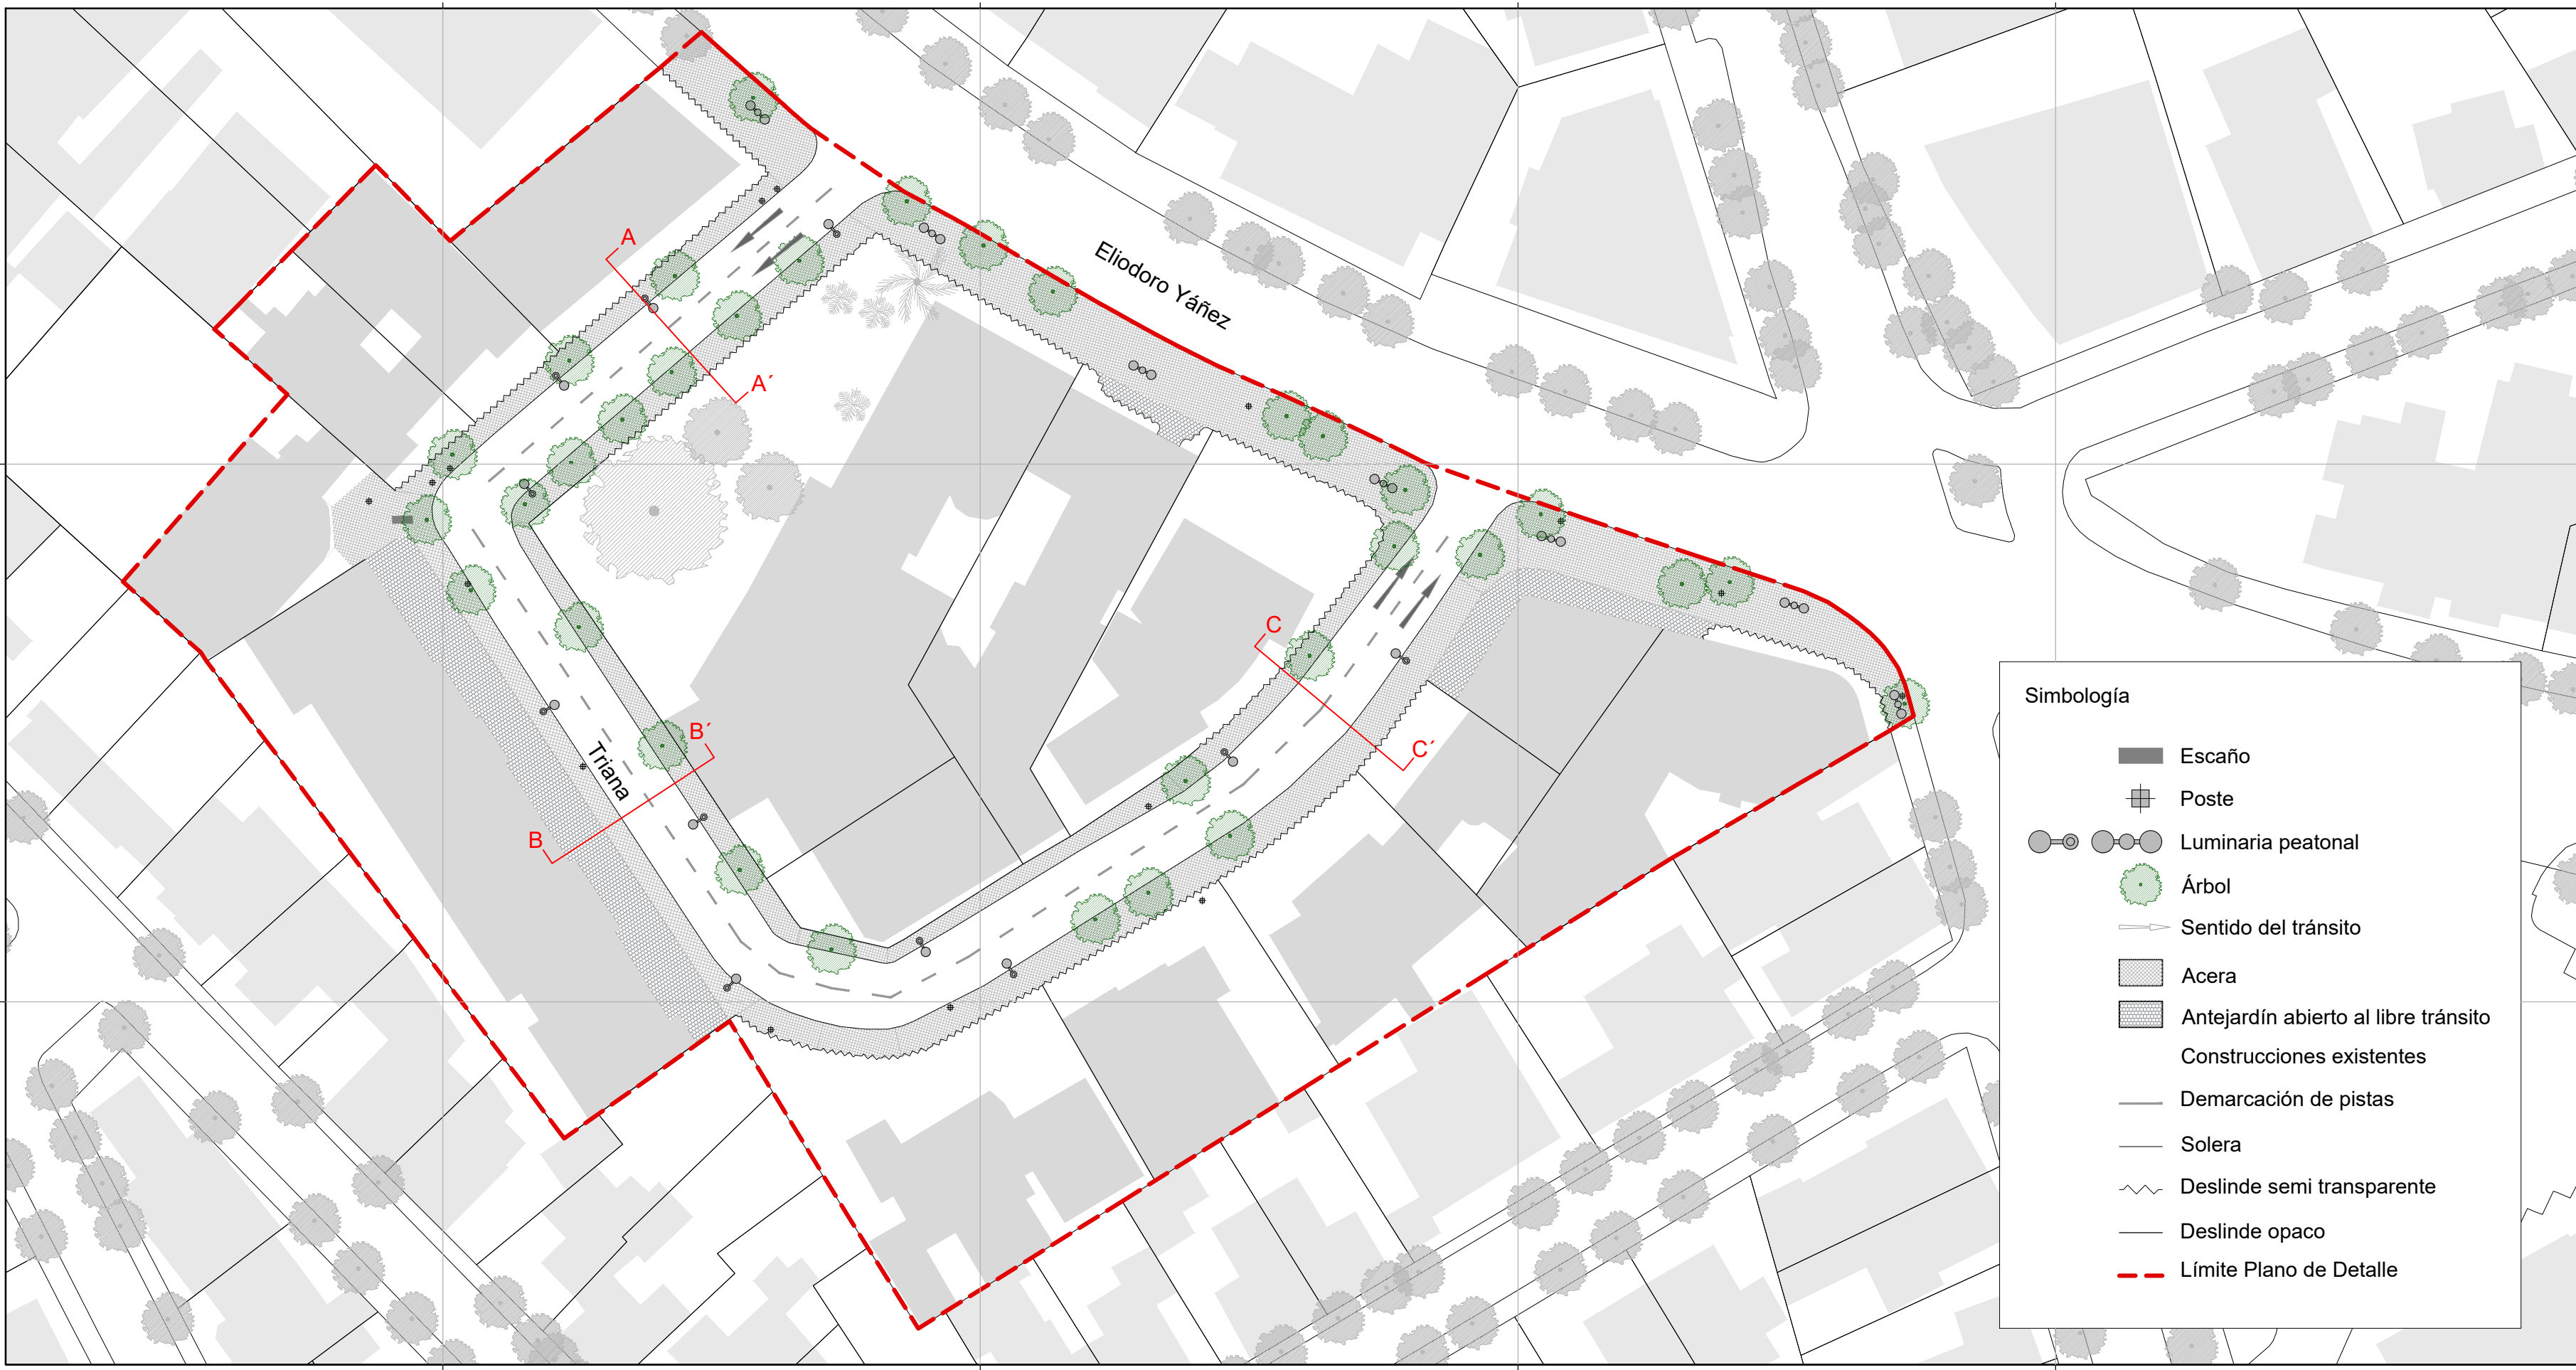 A
A´
Eliodoro Yáñez
C
C´
B´
Triana
B
Simbología
Escaño
Poste
Luminaria peatonal
Árbol
Sentido del tránsito
Acera
Antejardín abierto al libre tránsito
Construcciones existentes
Demarcación de pistas
Solera
Deslinde semi transparente
Deslinde opaco
Límite Plano de Detalle